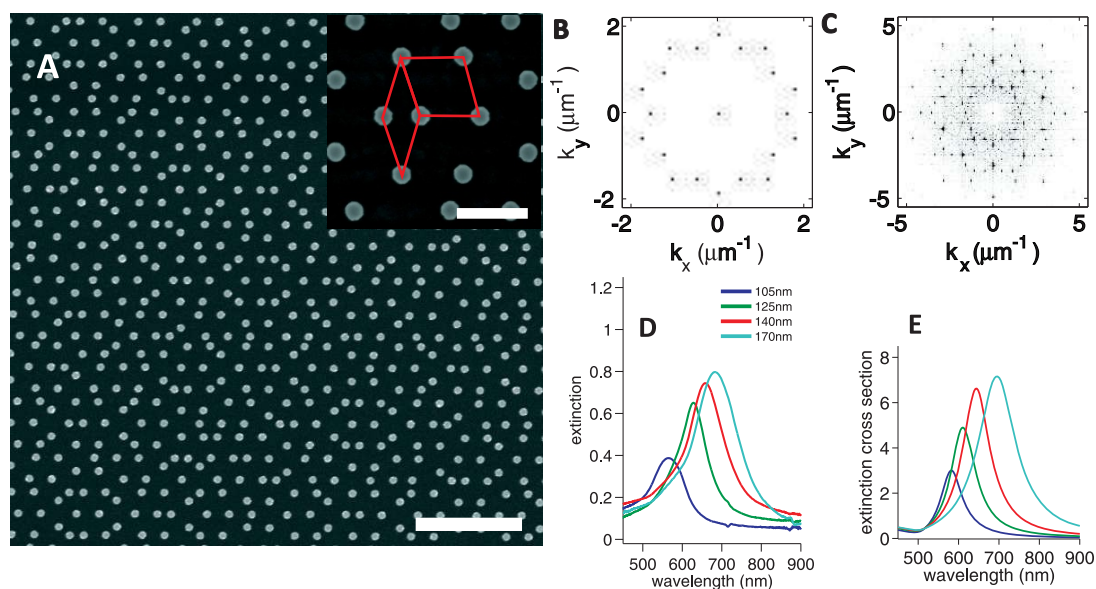 A
B
2
0
-2
k_y (μm⁻¹)
-2
0
2
k_x (μm⁻¹)
C
5
0
-5
k_y (μm⁻¹)
-5
0
5
k_x (μm⁻¹)
D
1.2
1
0.8
0.6
0.4
0.2
0
extinction
105nm
125nm
140nm
170nm
500
600
700
800
900
wavelength (nm)
E
8
6
4
2
0
extinction cross section
500
600
700
800
900
wavelength (nm)